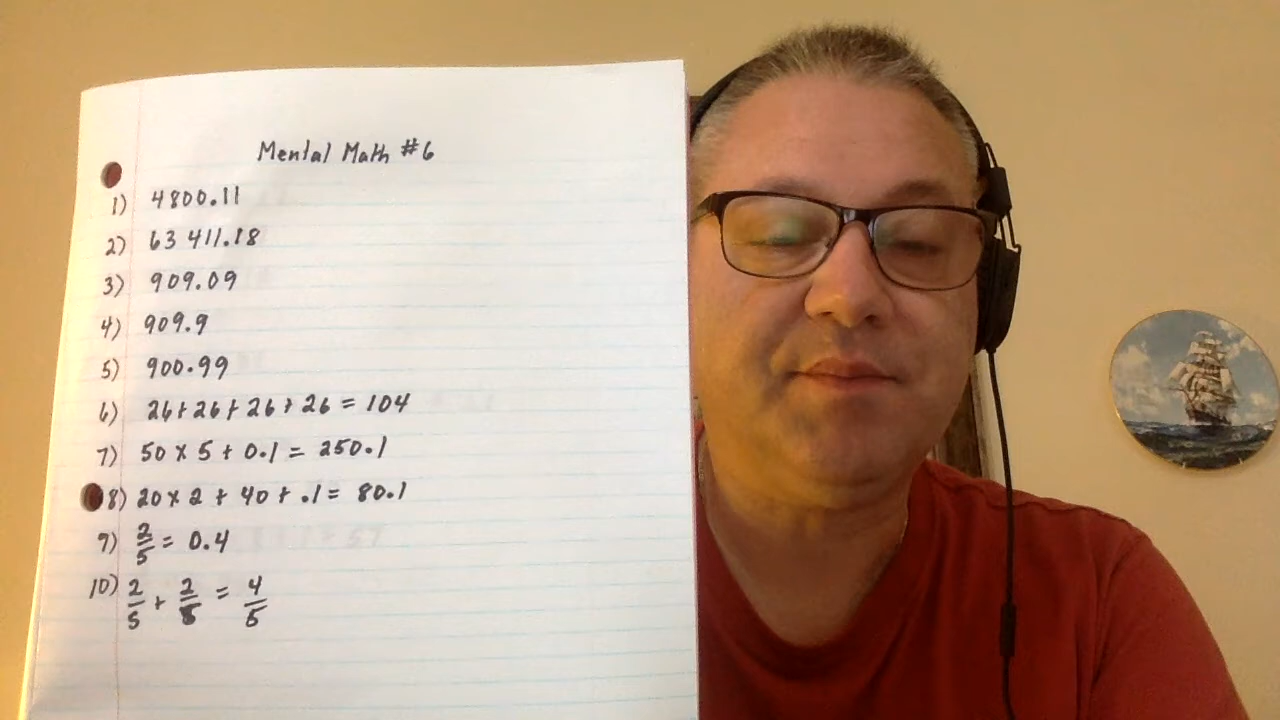 Mental Math #6
1) 4800.11
2) 63 411.18
3) 909.09
4) 909.9
5) 900.99
6) 26+26+26+26 = 104
7) 50 x 5 + 0.1 = 250.1
8) 20 x 2 + 40 + .1 = 80.1
9) 2/5 = 0.4
10) 2/5 + 2/5 = 4/5